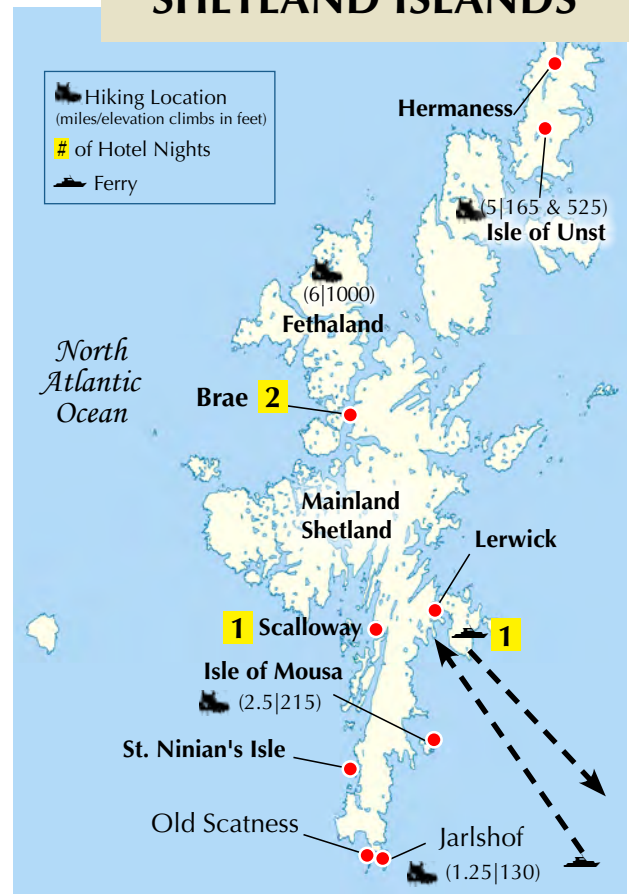 SHETLAND ISLANDS
Hiking Location
(miles/elevation climbs in feet)
# of Hotel Nights
Ferry
Hermaness
(5|165 & 525)
Isle of Unst
(6|1000)
Fethaland
North
Atlantic
Ocean
Brae 2
Mainland
Shetland
Lerwick
1 Scalloway
1
Isle of Mousa
(2.5|215)
St. Ninian's Isle
Old Scatness
Jarlshof
(1.25|130)